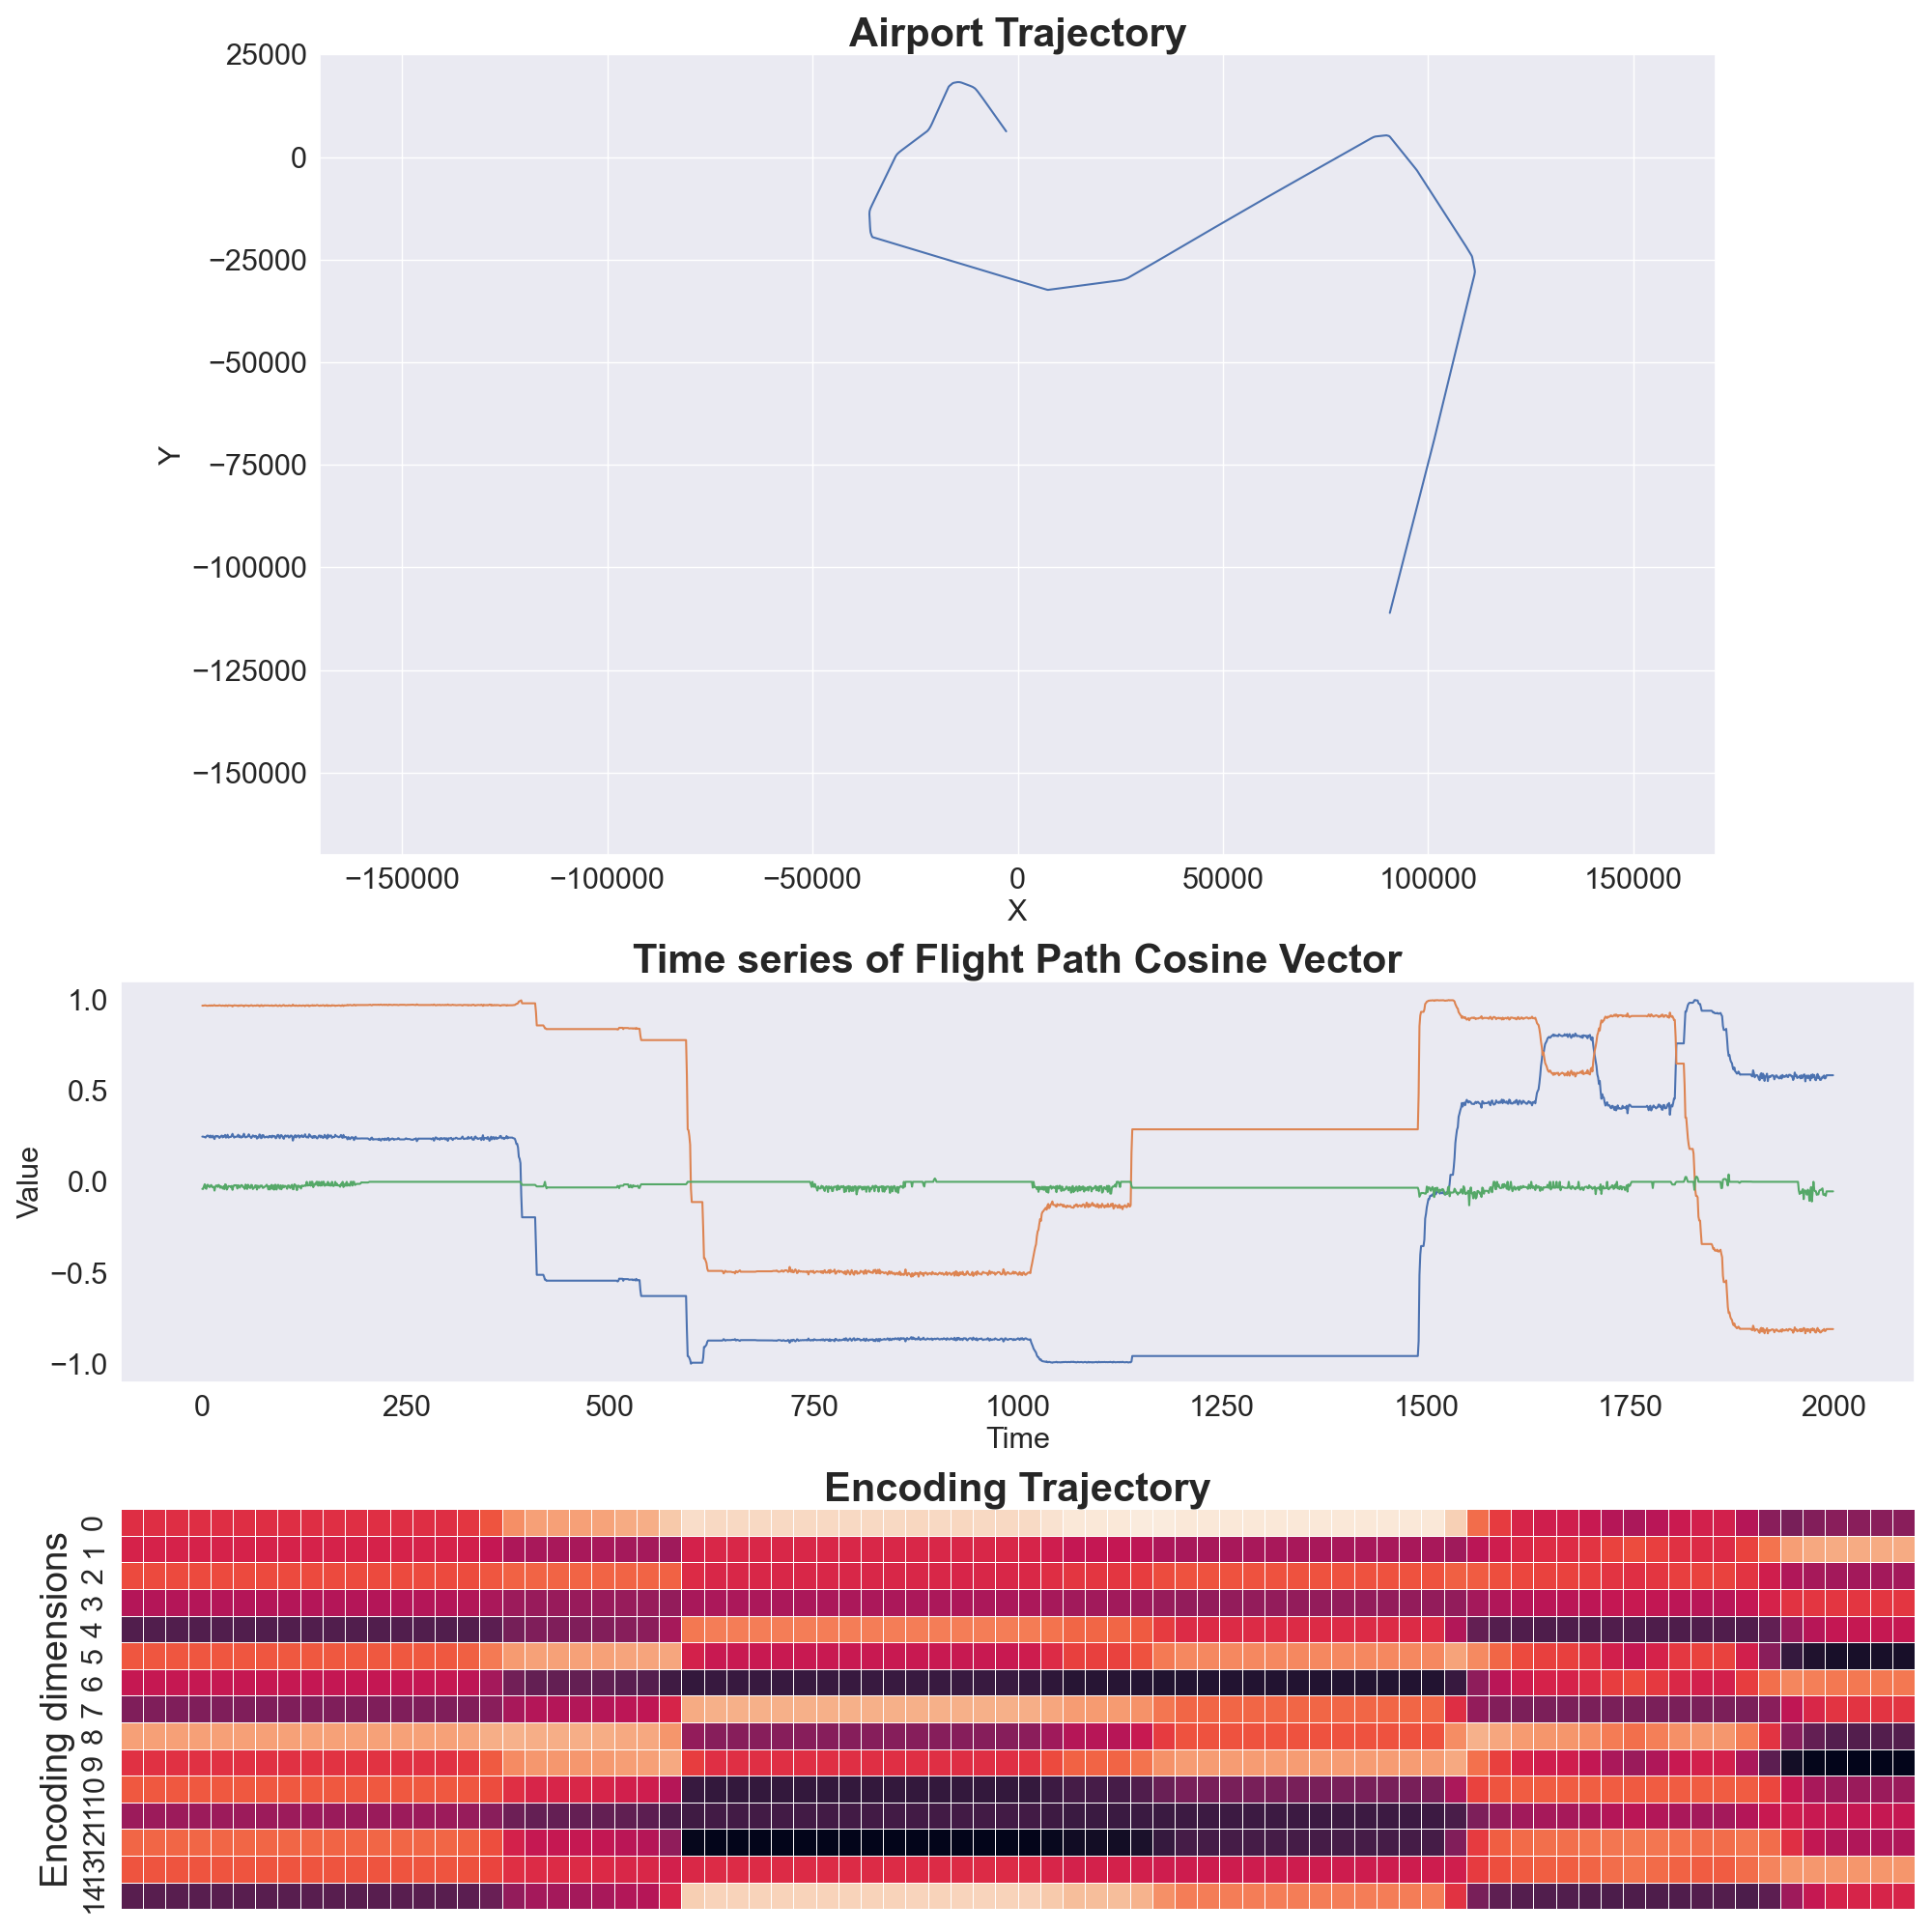 Airport Trajectory
25000
0
−25000
−50000
−75000
−100000
−125000
−150000
Y
−150000 −100000 −50000 0 50000 100000 150000
X
Time series of Flight Path Cosine Vector
1.0
0.5
0.0
−0.5
−1.0
Value
0 250 500 750 1000 1250 1500 1750 2000
Time
Encoding Trajectory
Encoding dimensions
0
1
2
3
4
5
6
7
8
9
10
11
12
13
14